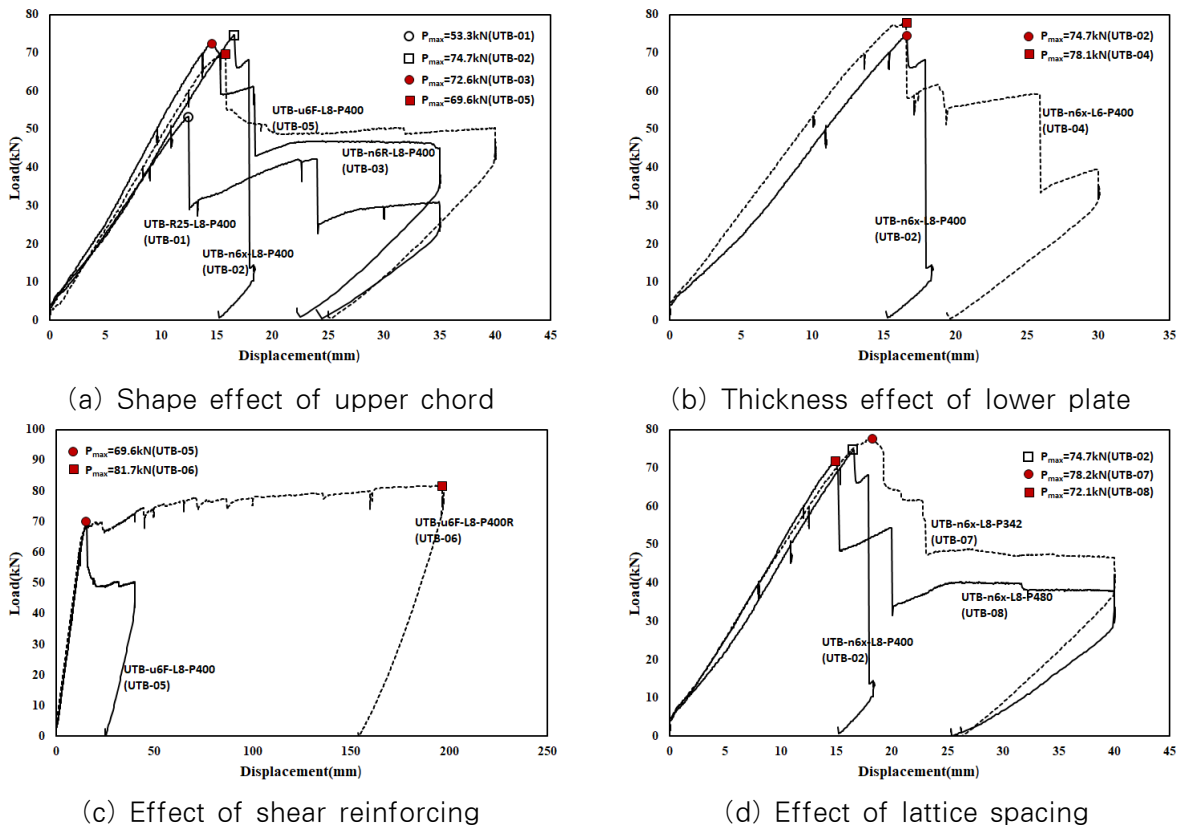 80
70
60
50
40
30
20
10
0
Load(kN)
0 5 10 15 20 25 30 35 40 45
Displacement(mm)
Pmax=53.3kN(UTB-01)
Pmax=74.7kN(UTB-02)
Pmax=72.6kN(UTB-03)
Pmax=69.6kN(UTB-05)
UTB-u6F-L8-P400
(UTB-05)
UTB-n6R-L8-P400
(UTB-03)
UTB-R25-L8-P400
(UTB-01)
UTB-n6x-L8-P400
(UTB-02)
(a) Shape effect of upper chord
80
70
60
50
40
30
20
10
0
Load(kN)
0 5 10 15 20 25 30 35
Displacement(mm)
Pmax=74.7kN(UTB-02)
Pmax=78.1kN(UTB-04)
UTB-n6x-L6-P400
(UTB-04)
UTB-n6x-L8-P400
(UTB-02)
(b) Thickness effect of lower plate
100
90
80
70
60
50
40
30
20
10
0
Load(kN)
0 50 100 150 200 250
Displacement(mm)
Pmax=69.6kN(UTB-05)
Pmax=81.7kN(UTB-06)
UTB-u6F-L8-P400R
(UTB-06)
UTB-u6F-L8-P400
(UTB-05)
(c) Effect of shear reinforcing
80
70
60
50
40
30
20
10
0
Load(kN)
0 5 10 15 20 25 30 35 40 45
Displacement(mm)
Pmax=74.7kN(UTB-02)
Pmax=78.2kN(UTB-07)
Pmax=72.1kN(UTB-08)
UTB-n6x-L8-P342
(UTB-07)
UTB-n6x-L8-P480
(UTB-08)
UTB-n6x-L8-P400
(UTB-02)
(d) Effect of lattice spacing